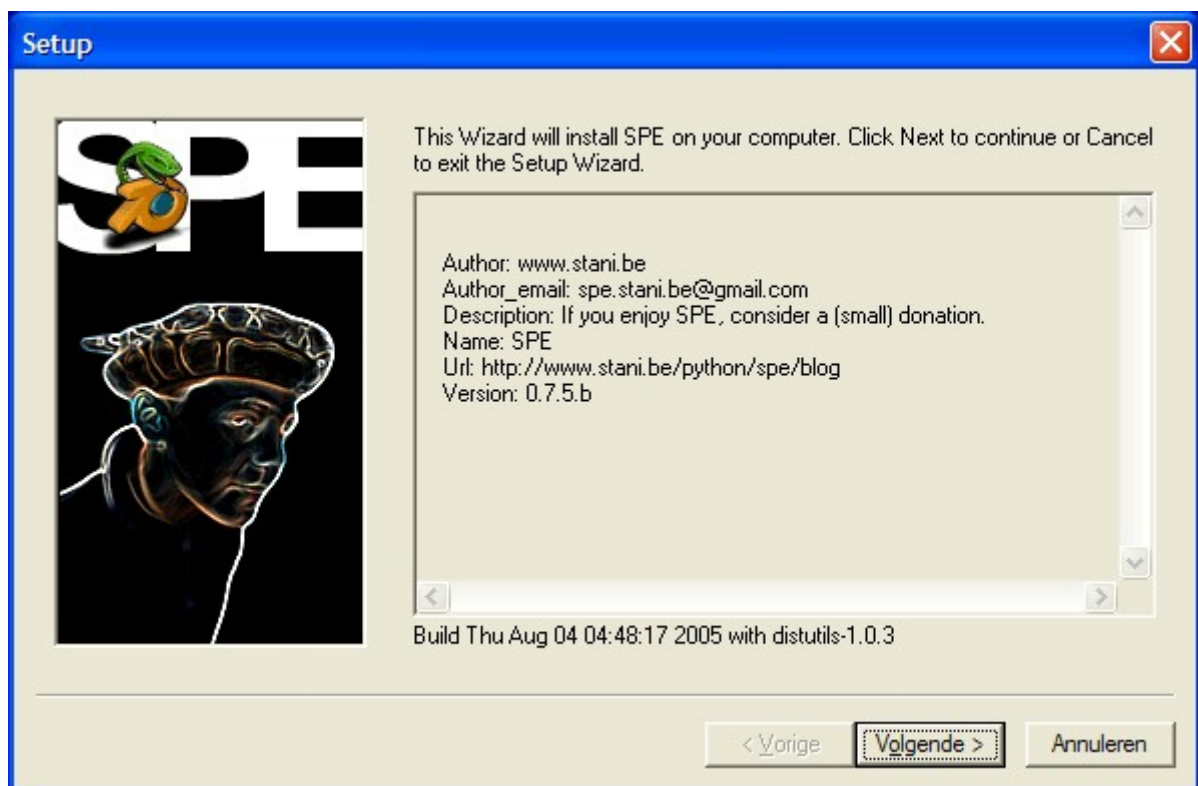 Setup
SPE
This Wizard will install SPE on your computer. Click Next to continue or Cancel
to exit the Setup Wizard.
Author: www.stani.be
Author_email: spe.stani.be@gmail.com
Description: If you enjoy SPE, consider a (small) donation.
Name: SPE
Url: http://www.stani.be/python/spe/blog
Version: 0.7.5.b
Build Thu Aug 04 04:48:17 2005 with distutils-1.0.3
< Vorige
Volgende >
Annuleren